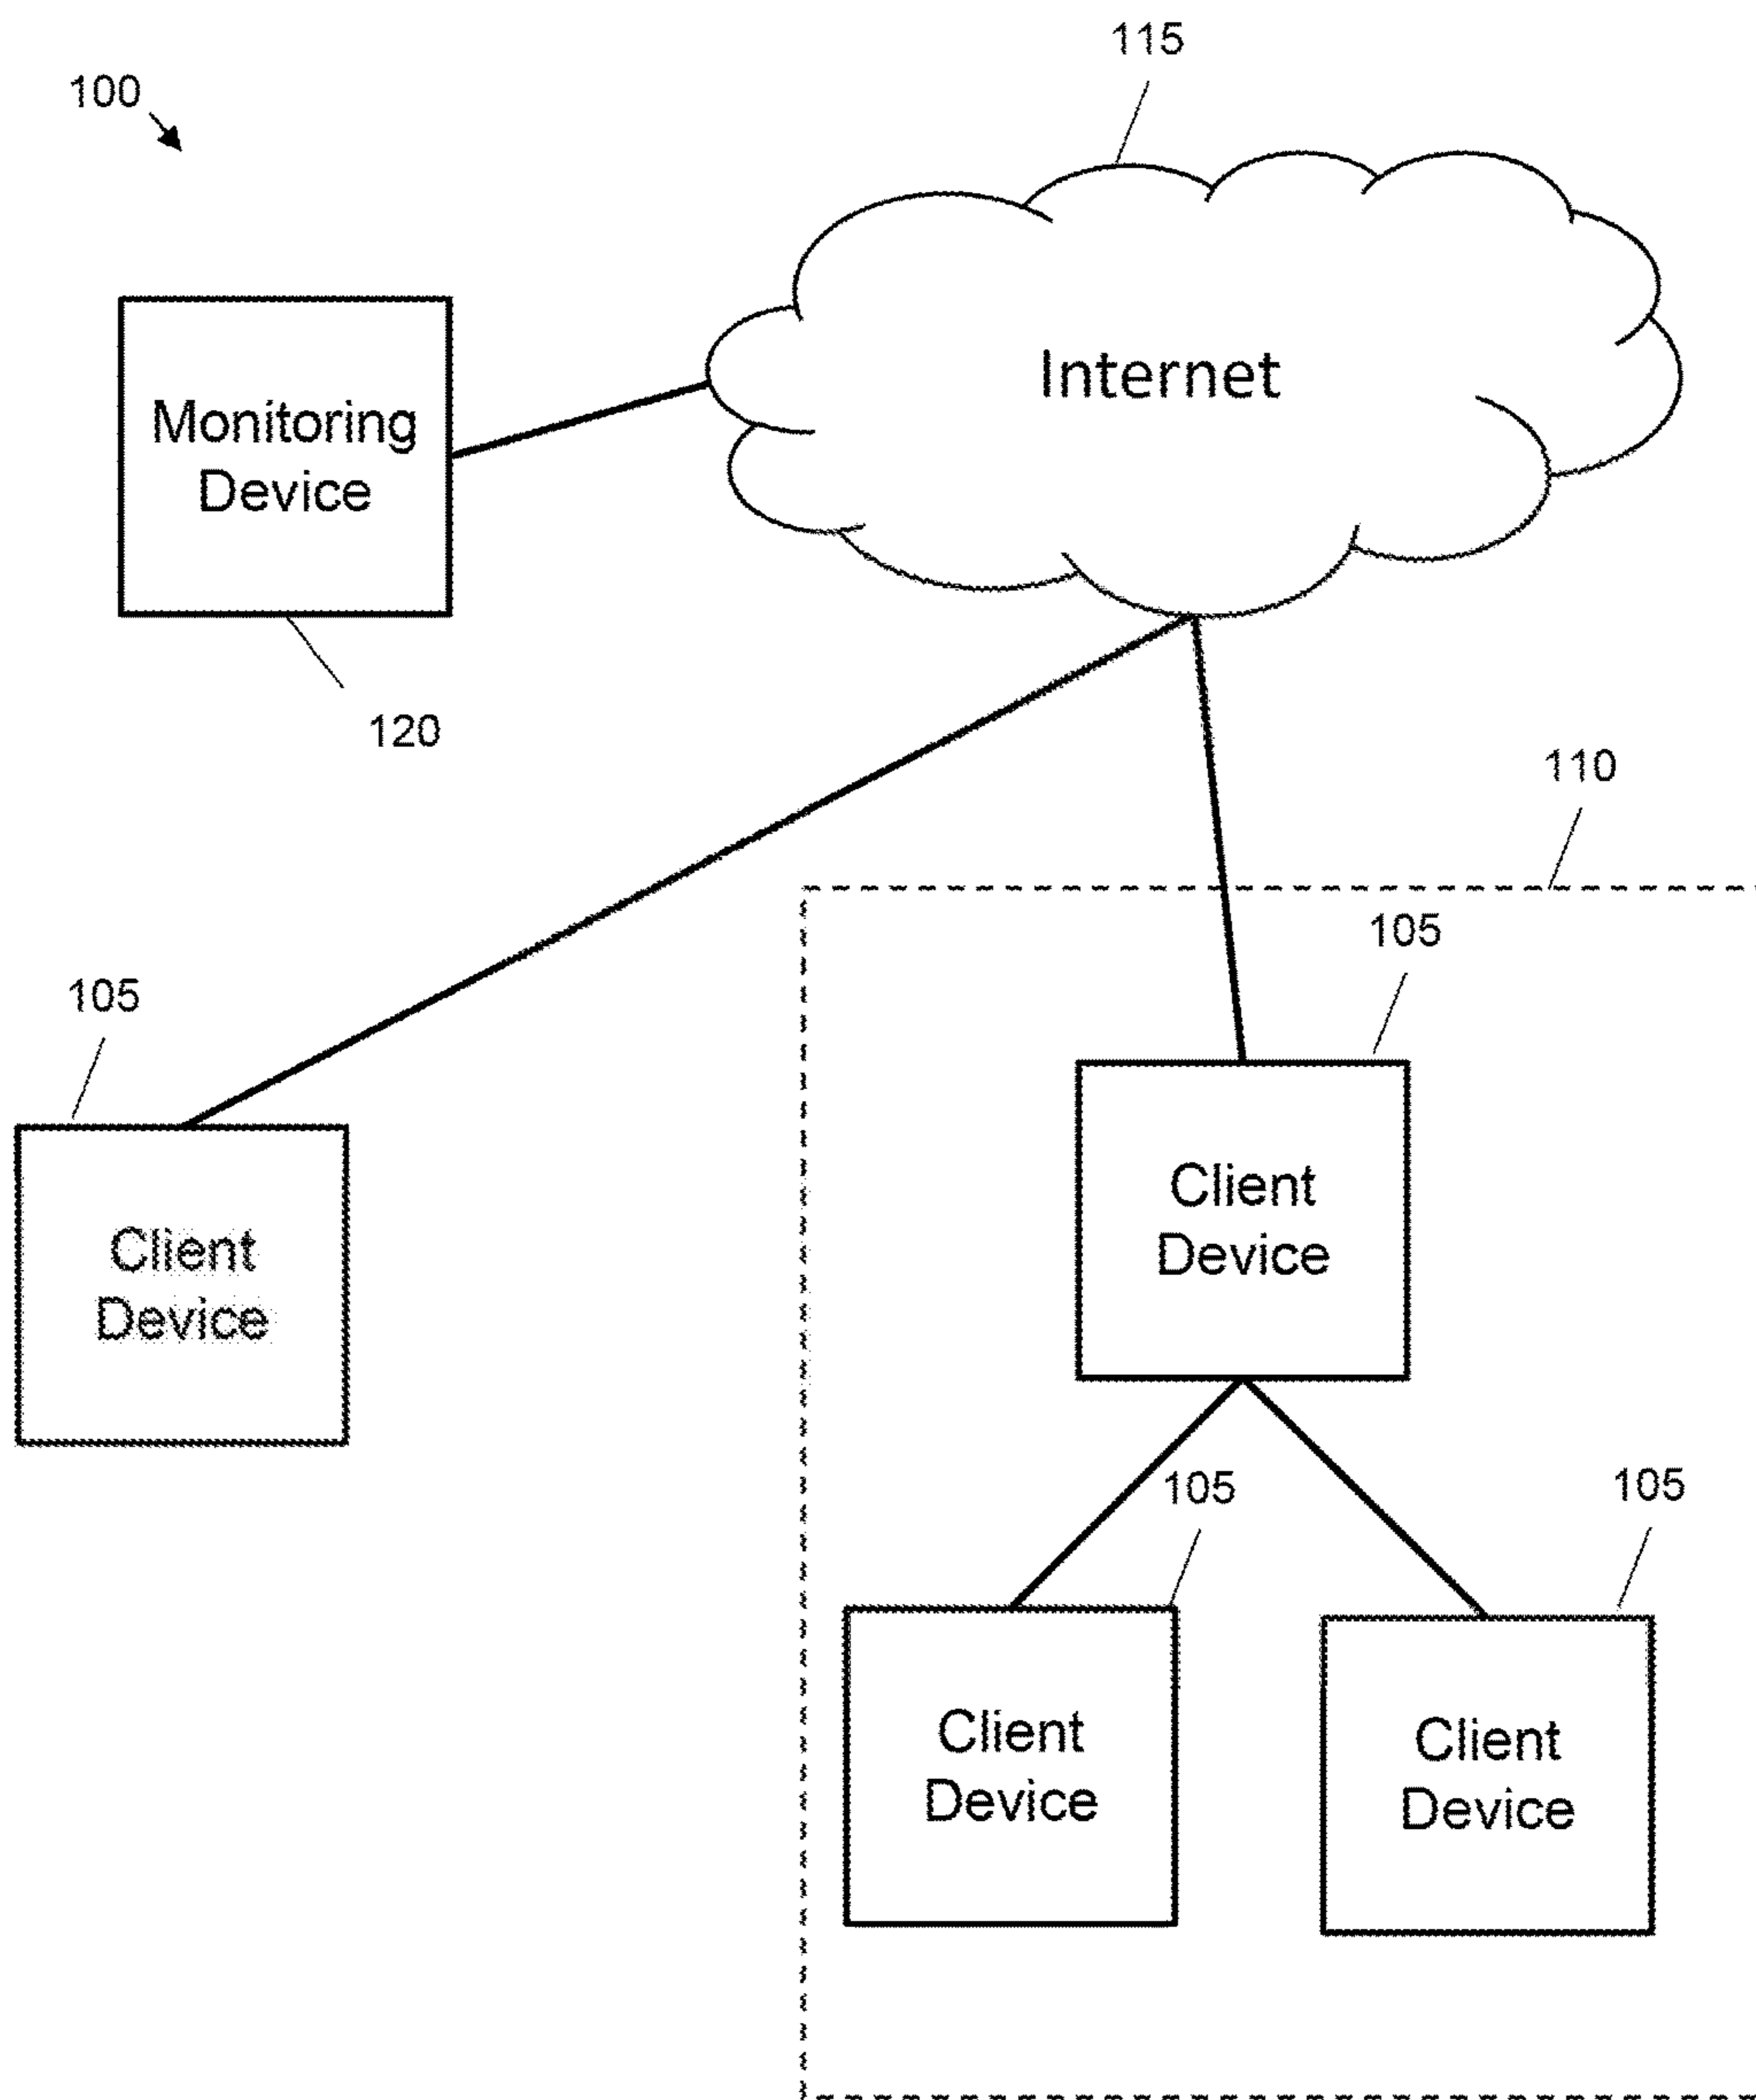 115
100
Internet
Monitoring
Device
120
110
105
105
Client
Device
Client
Device
105
105
Client
Device
Client
Device